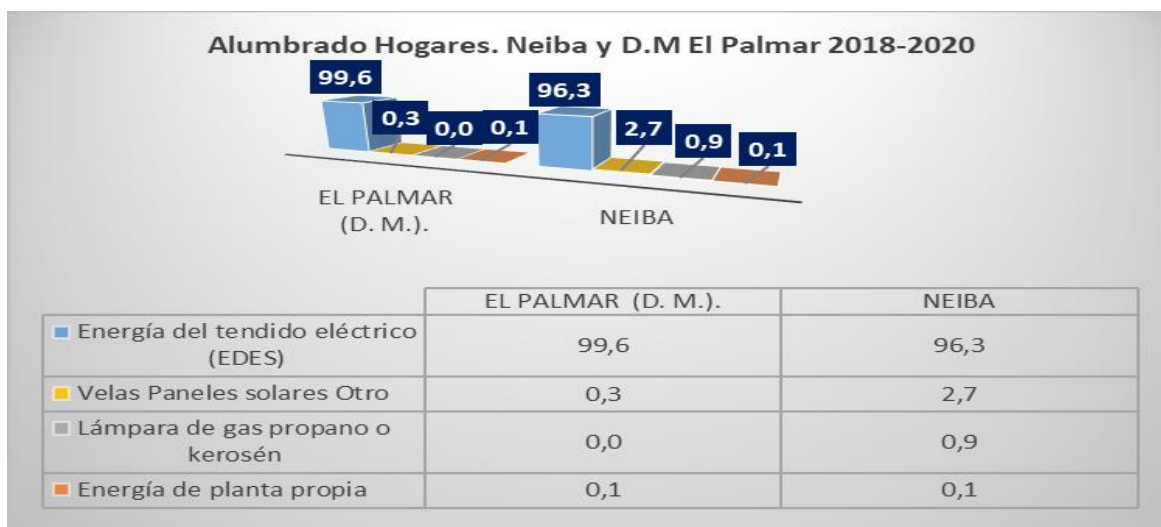 Alumbrado Hogares. Neiba y D.M El Palmar 2018-2020
99,6
0,3
0,0
0,1
96,3
2,7
0,9
0,1
EL PALMAR
(D. M.).
NEIBA
EL PALMAR (D. M.).
NEIBA
Energía del tendido eléctrico
(EDES)
99,6
96,3
Velas Paneles solares Otro
0,3
2,7
Lámpara de gas propano o
kerosén
0,0
0,9
Energía de planta propia
0,1
0,1